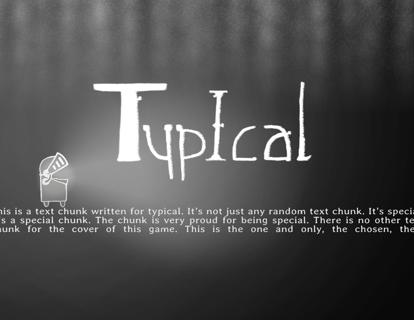 TypIcal
his is a text chunk written for typical. It's not just any random text chunk. It's specia
s a special chunk. The chunk is very proud for being special. There is no other te
hunk for the cover of this game. This is the one and only, the chosen, the